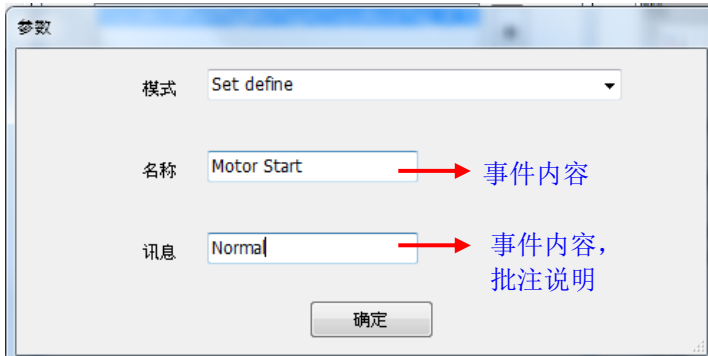 参数
模式 Set define
名称 Motor Start 事件内容
讯息 Normal 事件内容，
批注说明
确定